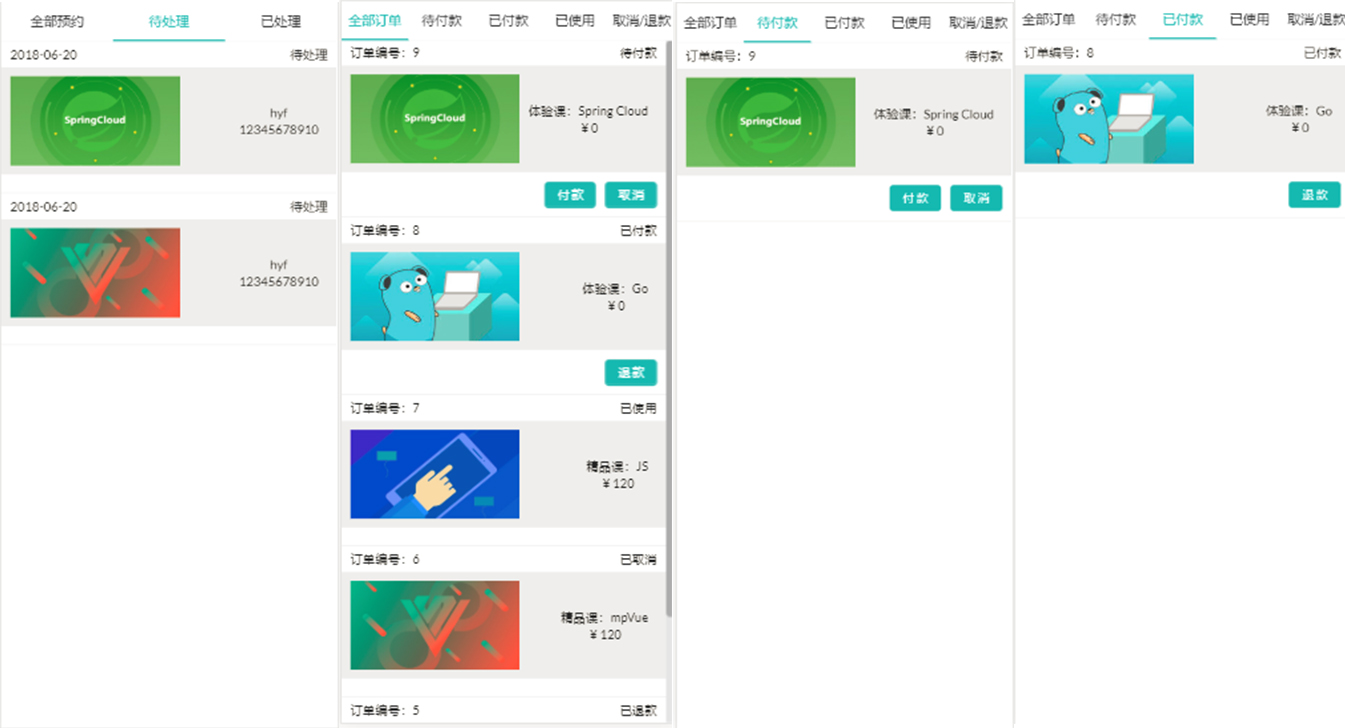 全部预约 待处理 已处理
2018-06-20 待处理
SpringCloud
hyf
12345678910
2018-06-20 待处理
hyf
12345678910
全部订单 待付款 已付款 已使用 取消/退款
订单编号：9 待付款
SpringCloud
体验课：Spring Cloud
¥0
付款 取消
订单编号：8 已付款
体验课：Go
¥0
退款
订单编号：7 已使用
精品课：JS
¥120
订单编号：6 已取消
精品课：mpVue
¥120
订单编号：5 已退款
全部订单 待付款 已付款 已使用 取消/退款
订单编号：9 待付款
SpringCloud
体验课：Spring Cloud
¥0
付款 取消
全部订单 待付款 已付款 已使用 取消/退款
订单编号：8 已付款
体验课：Go
¥0
退款